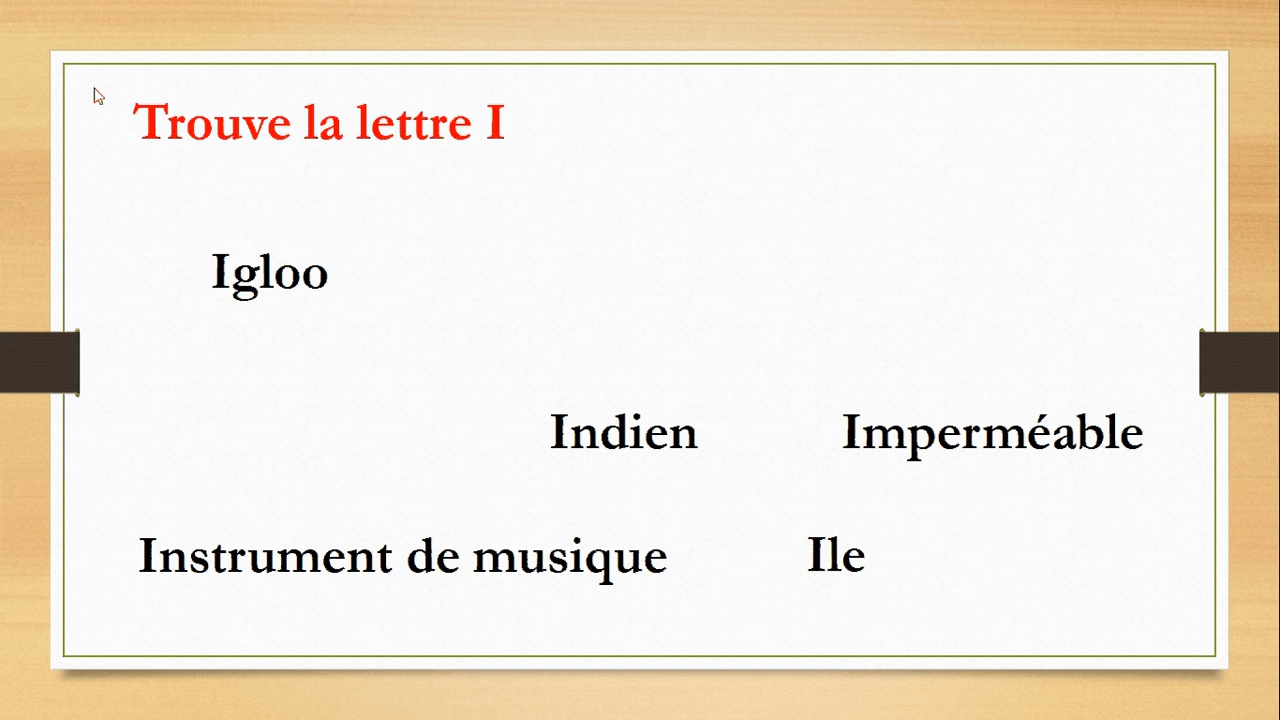 Trouve la lettre I
Igloo
Indien Imperméable
Instrument de musique Ile